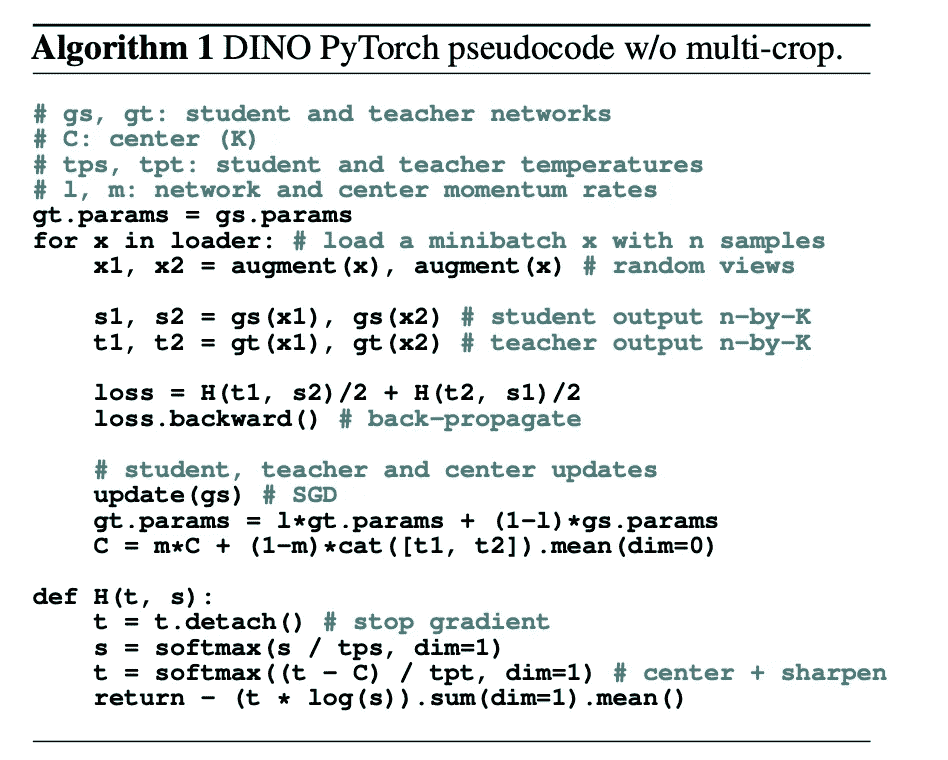 Algorithm 1 DINO PyTorch pseudocode w/o multi-crop.
# gs, gt: student and teacher networks
# C: center (K)
# tps, tpt: student and teacher temperatures
# l, m: network and center momentum rates
gt.params = gs.params
for x in loader: # load a minibatch x with n samples
    x1, x2 = augment(x), augment(x) # random views
    s1, s2 = gs(x1), gs(x2) # student output n-by-K
    t1, t2 = gt(x1), gt(x2) # teacher output n-by-K
    loss = H(t1, s2)/2 + H(t2, s1)/2
    loss.backward() # back-propagate
    # student, teacher and center updates
    update(gs) # SGD
    gt.params = l*gt.params + (1-l)*gs.params
    C = m*C + (1-m)*cat([t1, t2]).mean(dim=0)
def H(t, s):
    t = t.detach() # stop gradient
    s = softmax(s / tps, dim=1)
    t = softmax((t - C) / tpt, dim=1) # center + sharpen
    return - (t * log(s)).sum(dim=1).mean()